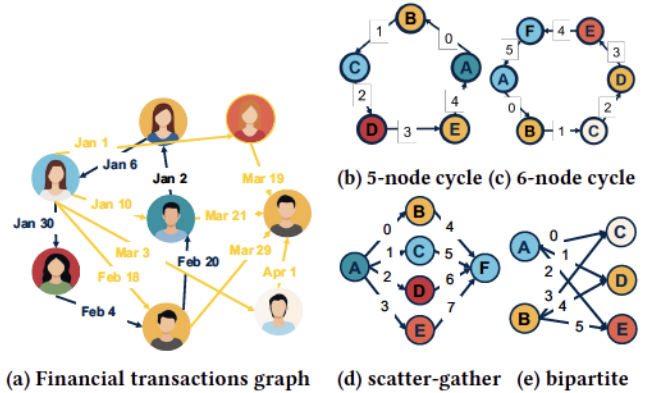 Jan 1
Jan 6
Jan 2
Mar 19
Jan 10
Mar 21
Jan 30
Mar 3
Mar 29
Feb 18
Feb 20
Apr 1
Feb 4
(a) Financial transactions graph
B
1
0
C
A
2
4
D
3
E
(b) 5-node cycle
F
4
E
5
3
A
D
0
2
B
1
C
(c) 6-node cycle
B
0
4
A
1
C
5
F
2
D
6
3
7
E
(d) scatter-gather
A
0
C
1
2
D
3
4
B
5
E
(e) bipartite